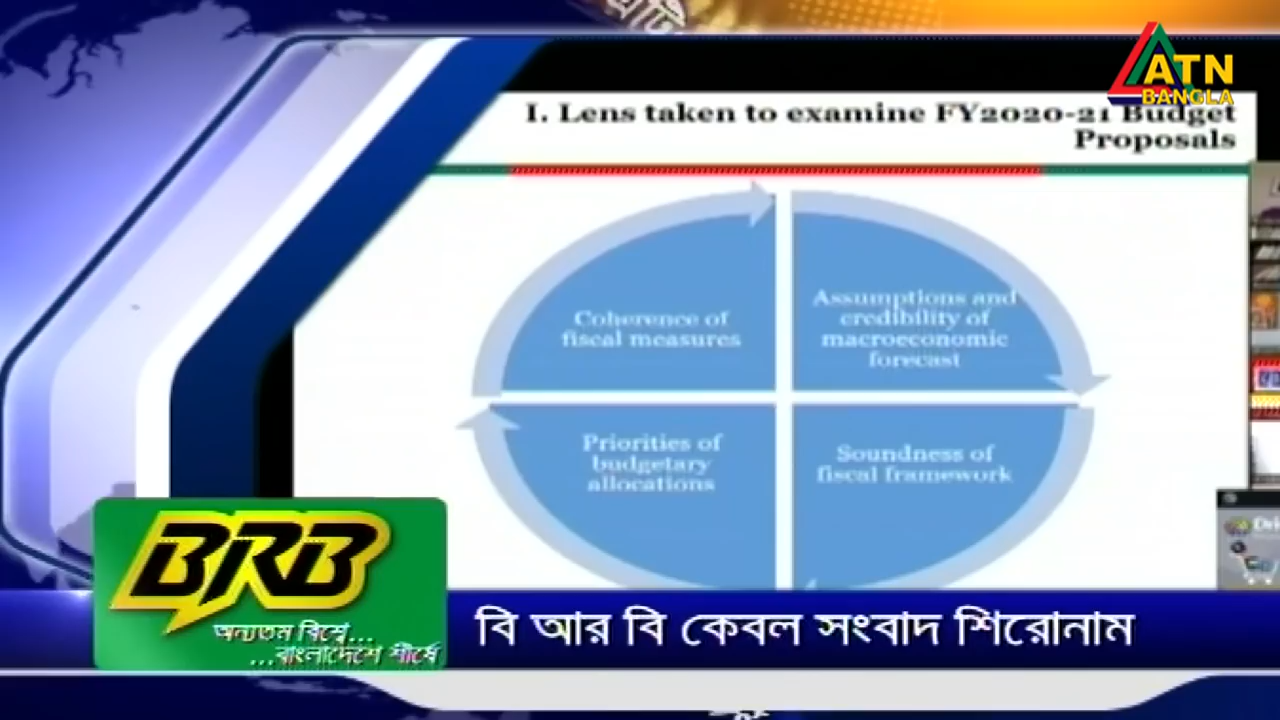 ATN
BANGLA
I. Lens taken to examine FY2020-21 Budget
Proposals
Coherence of
fiscal measures
Assumptions and
credibility of
macroeconomic
forecast
Priorities of
budgetary
allocations
Soundness of
fiscal framework
BRB
অন্যতম বিশ্বে...
...বাংলাদেশে শীর্ষে
বি আর বি কেবল সংবাদ শিরোনাম